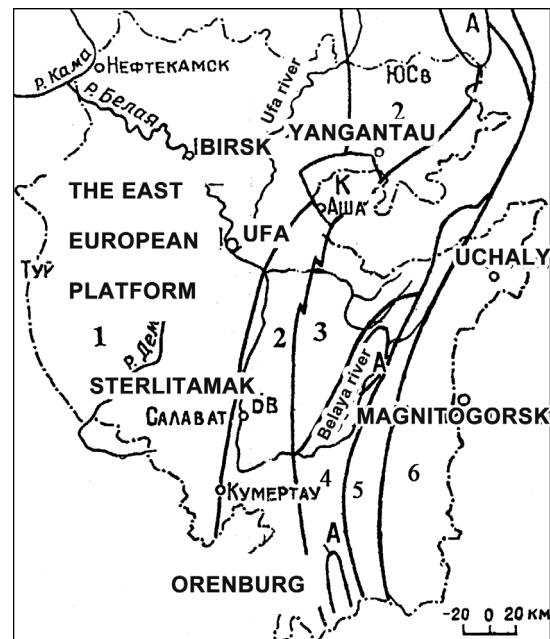 А
р. Кама
НЕФТЕКАМСК
р. Белая
Ufa river
ЮСв
2
BIRSK
YANGANTAU
THE EAST
EUROPEAN
PLATFORM
К
АША
UFA
UCHALY
Туй
1
2
3
р. Дем
Belaya river
А
STERLITAMAK
САЛАВАТ
DB
MAGNITOGORSK
КУМЕРТАУ
4
5
6
А
ORENBURG
-20 0 20 КМ